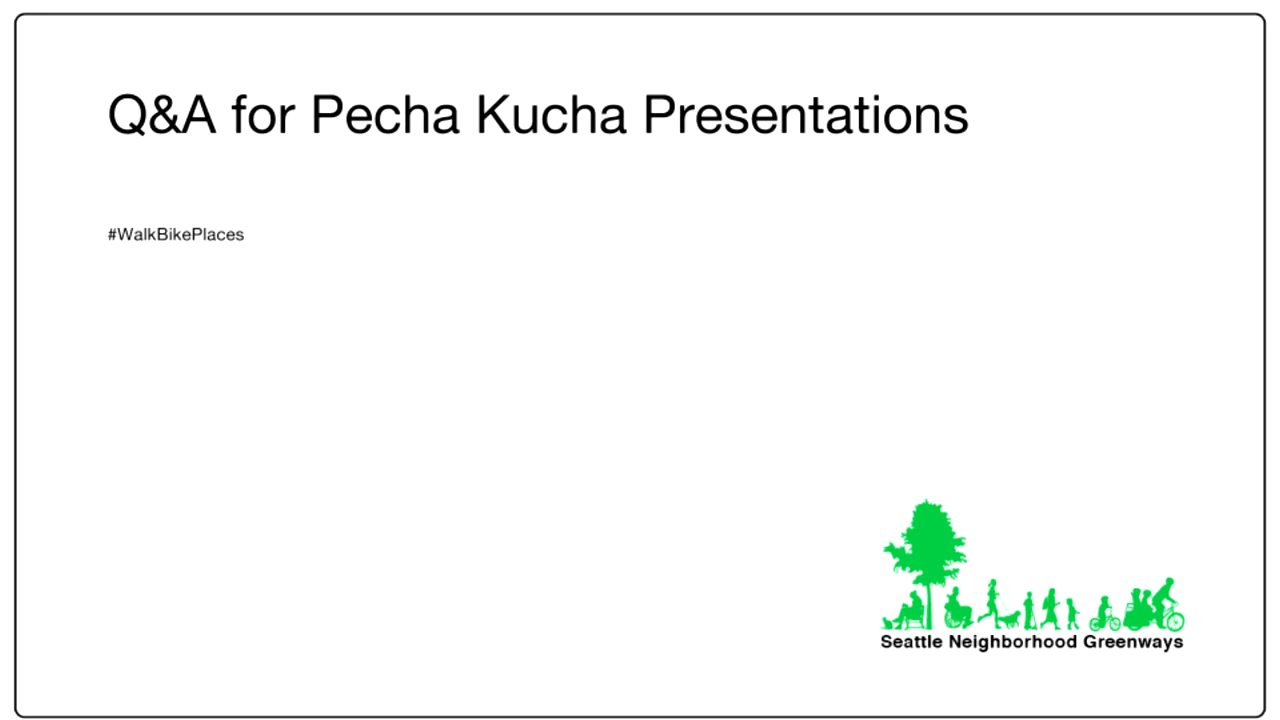 Q&A for Pecha Kucha Presentations
#WalkBikePlaces
Seattle Neighborhood Greenways